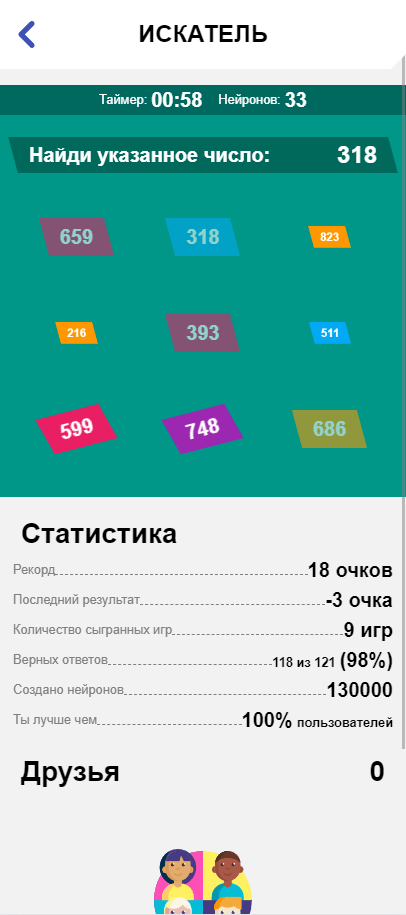 ИСКАТЕЛЬ
Таймер: 00:58 Нейронов: 33
Найди указанное число: 318
659 318 823
216 393 511
599 748 686
Статистика
Рекорд 18 очков
Последний результат -3 очка
Количество сыгранных игр 9 игр
Верных ответов 118 из 121 (98%)
Создано нейронов 130000
Ты лучше чем 100% пользователей
Друзья 0